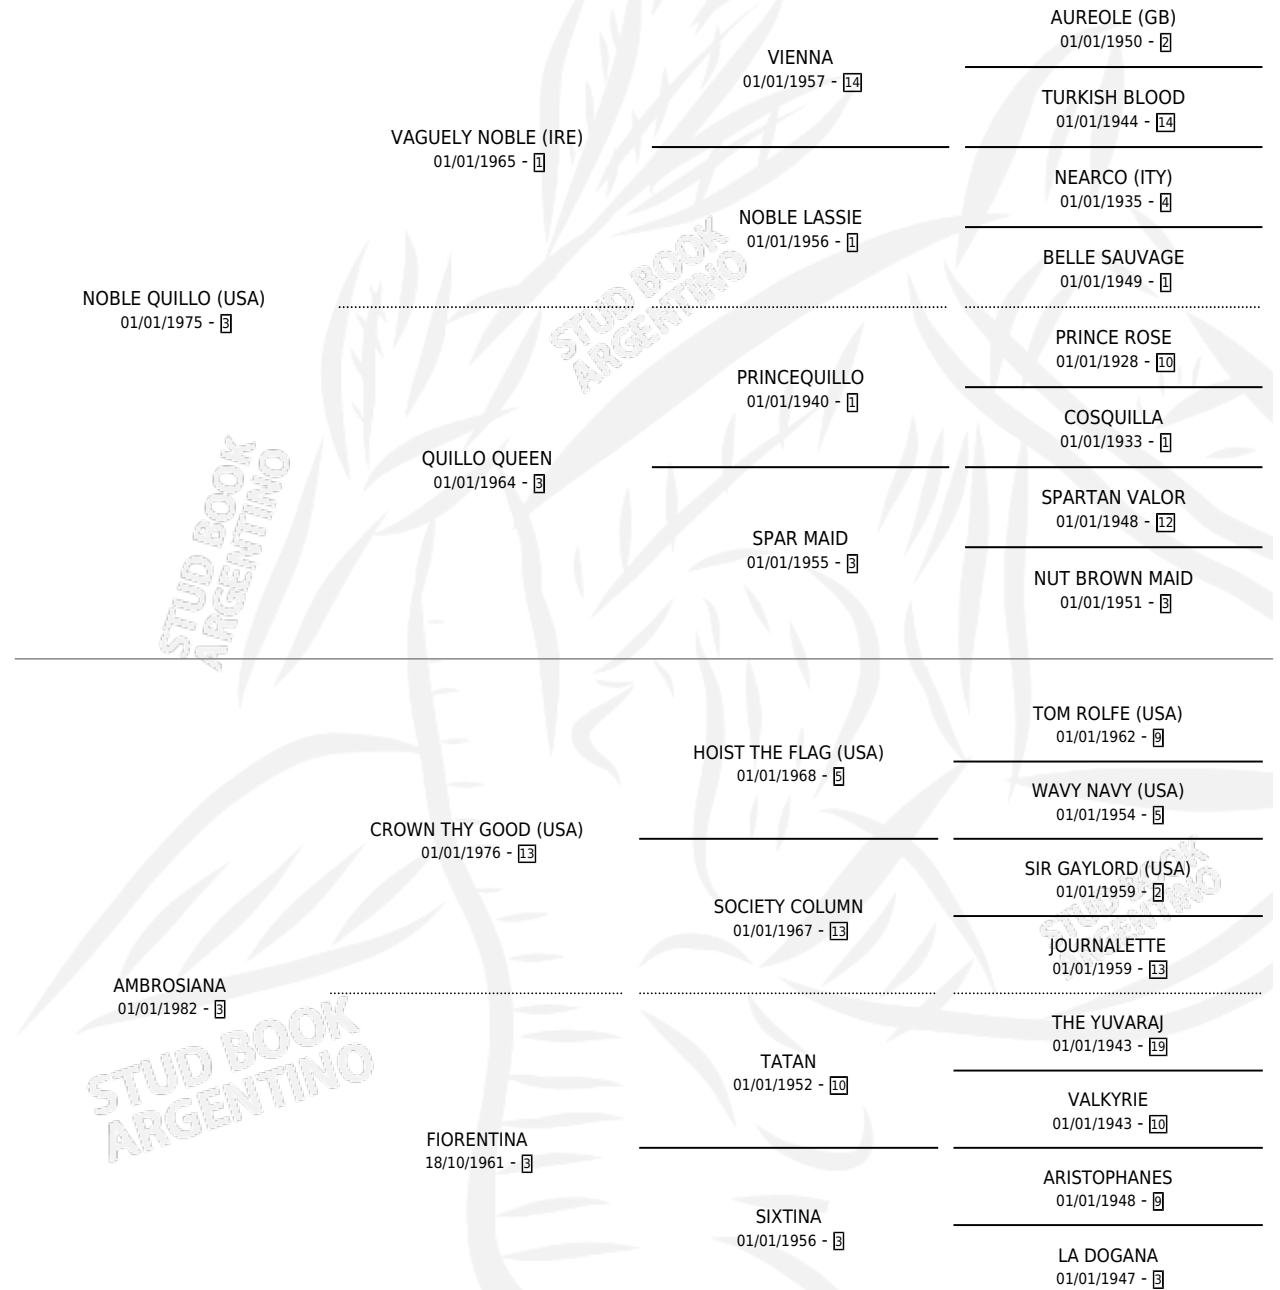 AUREOLE (GB)
01/01/1950 - 2
VIENNA
01/01/1957 - 14
TURKISH BLOOD
01/01/1944 - 14
VAGUELY NOBLE (IRE)
01/01/1965 - 1
NEARCO (ITY)
01/01/1935 - 4
NOBLE LASSIE
01/01/1956 - 1
BELLE SAUVAGE
01/01/1949 - 1
NOBLE QUILLO (USA)
01/01/1975 - 3
PRINCE ROSE
01/01/1928 - 10
PRINCEQUILLO
01/01/1940 - 1
COSQUILLA
01/01/1933 - 1
QUILLO QUEEN
01/01/1964 - 3
SPARTAN VALOR
01/01/1948 - 12
SPAR MAID
01/01/1955 - 3
NUT BROWN MAID
01/01/1951 - 3
TOM ROLFE (USA)
01/01/1962 - 9
HOIST THE FLAG (USA)
01/01/1968 - 5
WAVY NAVY (USA)
01/01/1954 - 5
CROWN THY GOOD (USA)
01/01/1976 - 13
SIR GAYLORD (USA)
01/01/1959 - 2
SOCIETY COLUMN
01/01/1967 - 13
JOURNALETTE
01/01/1959 - 13
AMBROSIANA
01/01/1982 - 3
THE YUVARAJ
01/01/1943 - 19
TATAN
01/01/1952 - 10
VALKYRIE
01/01/1943 - 10
FIORENTINA
18/10/1961 - 3
ARISTOPHANES
01/01/1948 - 9
SIXTINA
01/01/1956 - 3
LA DOGANA
01/01/1947 - 3
STUD BOOK
ARGENTINO
STUD BOOK
ARGENTINO
STUD BOOK
ARGENTINO
STUD BOOK
ARGENTINO